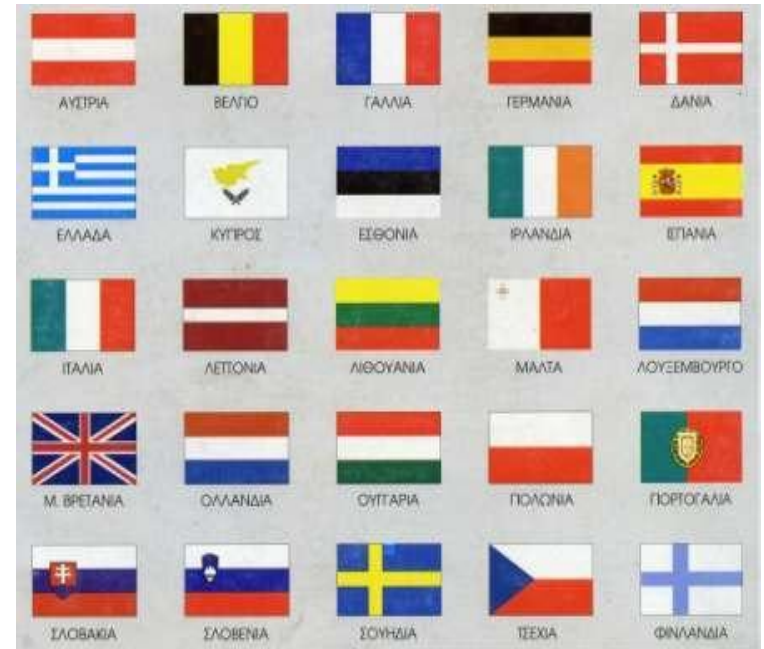 ΑΥΣΤΡΙΑ ΒΕΛΓΙΟ ΓΑΛΛΙΑ ΓΕΡΜΑΝΙΑ ΔΑΝΙΑ
ΕΛΛΑΔΑ ΚΥΠΡΟΣ ΕΣΘΟΝΙΑ ΙΡΛΑΝΔΙΑ ΙΣΠΑΝΙΑ
ΙΤΑΛΙΑ ΛΕΤΤΟΝΙΑ ΛΙΘΟΥΑΝΙΑ ΜΑΛΤΑ ΛΟΥΞΕΜΒΟΥΡΓΟ
Μ. ΒΡΕΤΑΝΙΑ ΟΛΛΑΝΔΙΑ ΟΥΓΓΑΡΙΑ ΠΟΛΩΝΙΑ ΠΟΡΤΟΓΑΛΙΑ
ΣΛΟΒΑΚΙΑ ΣΛΟΒΕΝΙΑ ΣΟΥΗΔΙΑ ΤΣΕΧΙΑ ΦΙΝΛΑΝΔΙΑ